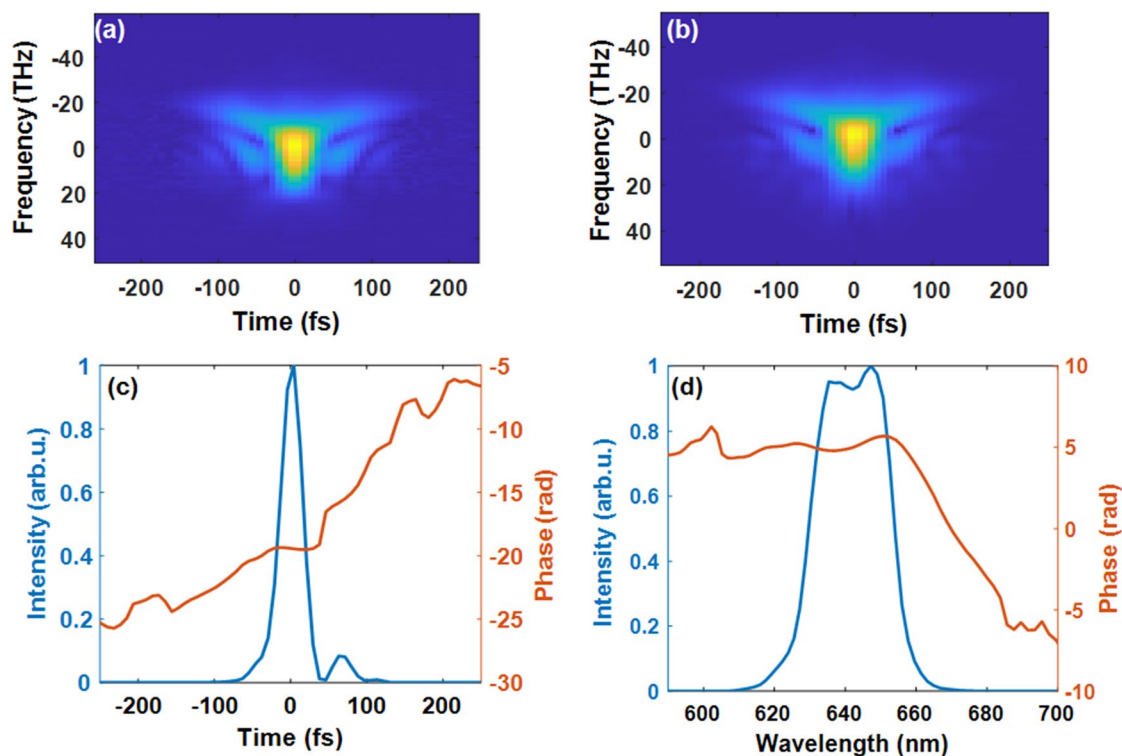 (a)
Frequency (THz)
-40
-20
0
20
40
-200 -100 0 100 200
Time (fs)
(b)
Frequency (THz)
-40
-20
0
20
40
-200 -100 0 100 200
Time (fs)
(c)
Intensity (arb.u.)
1
0.8
0.6
0.4
0.2
0
-5
-10
-15
-20
-25
-30
Phase (rad)
-200 -100 0 100 200
Time (fs)
(d)
Intensity (arb.u.)
1
0.8
0.6
0.4
0.2
0
10
5
0
-5
-10
Phase (rad)
600 620 640 660 680 700
Wavelength (nm)